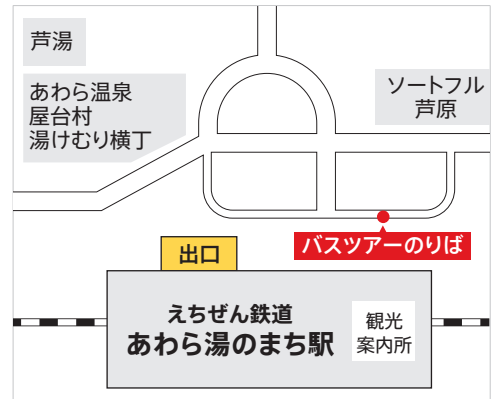 芦湯
あわら温泉
屋台村
湯けむり横丁
ソートフル
芦原
バスツアーのりば
出口
えちぜん鉄道
あわら湯のまち駅
観光
案内所